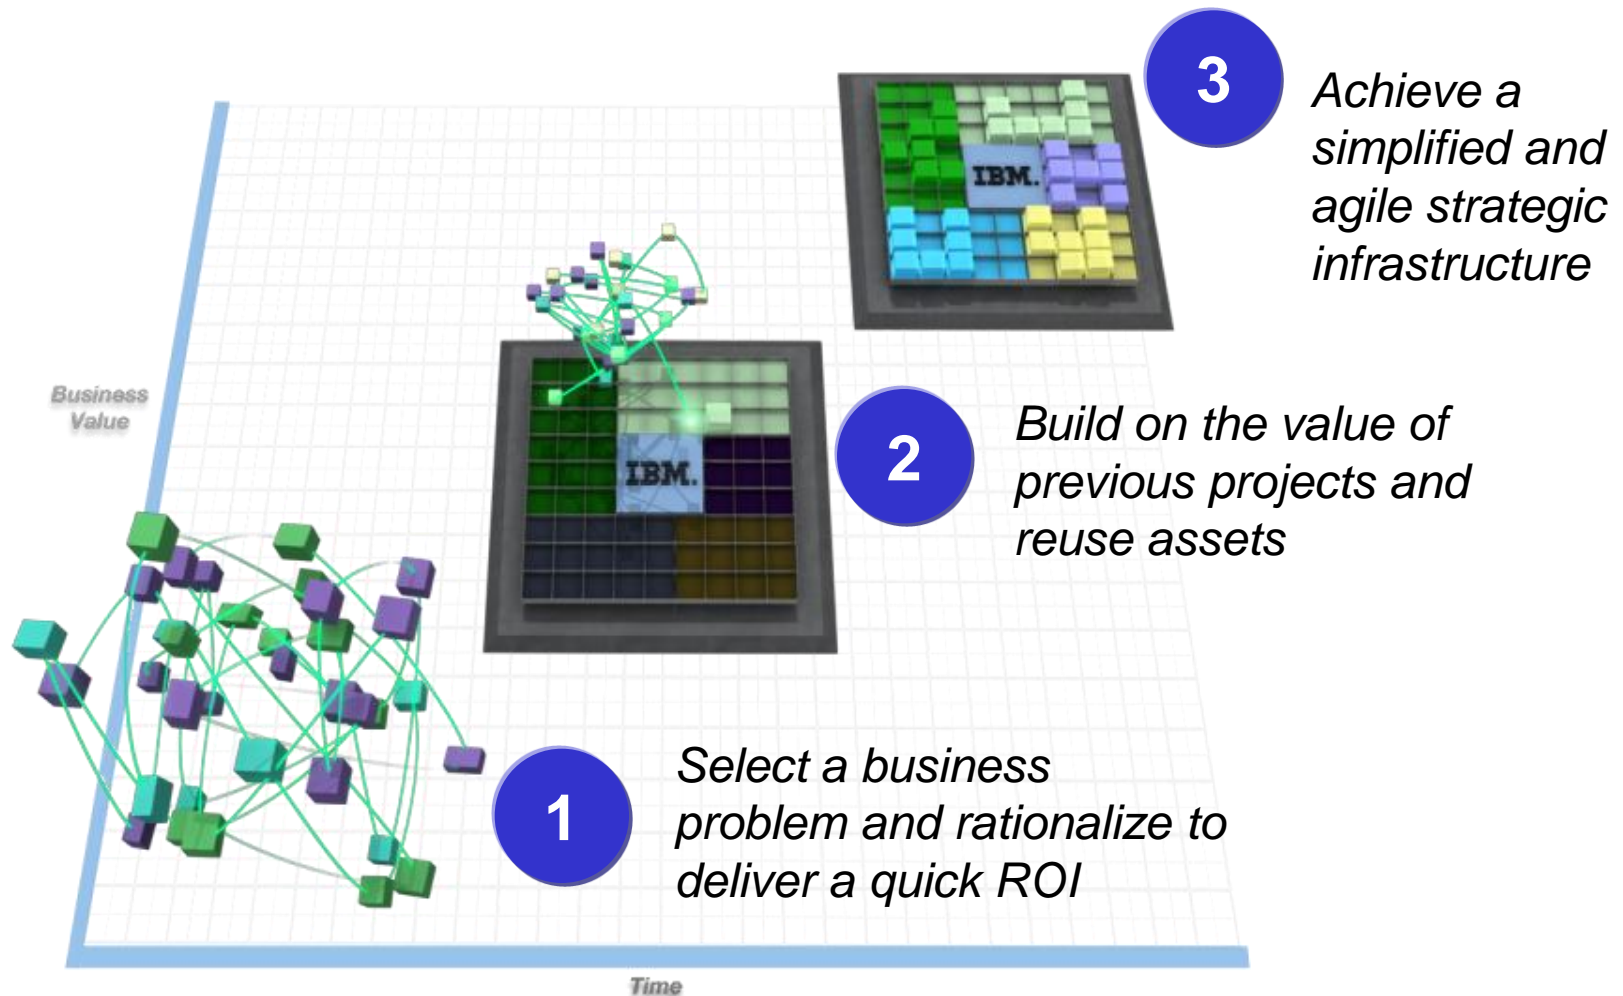 3
Achieve a
simplified and
agile strategic
infrastructure
IBM.
Business
Value
2
Build on the value of
previous projects and
reuse assets
IBM.
1
Select a business
problem and rationalize to
deliver a quick ROI
Time